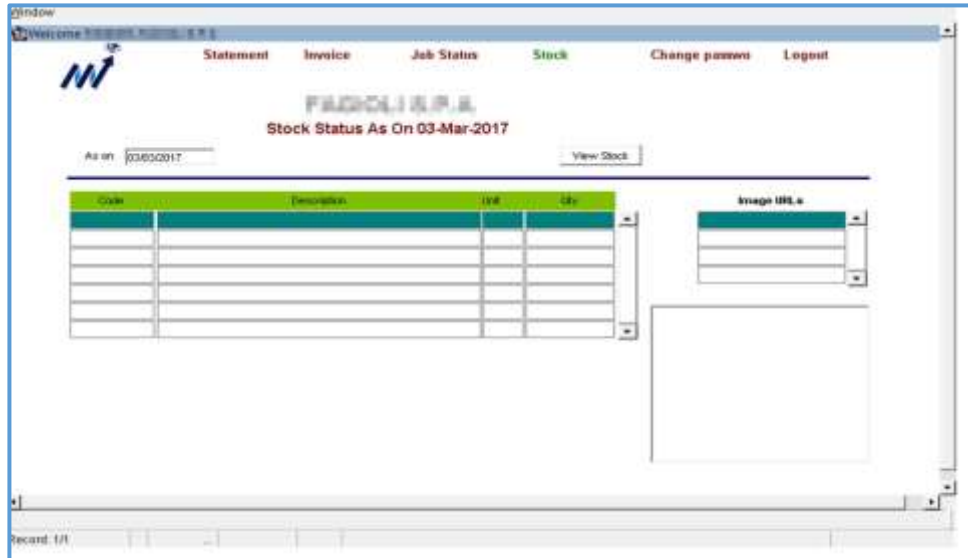 Window
Welcome
Statement Invoice Job Status Stock Change passwo Logout
Stock Status As On 03-Mar-2017
As on 03/03/2017 View Stock
Code Description Unit Qty Image URLs
Record: 1/1